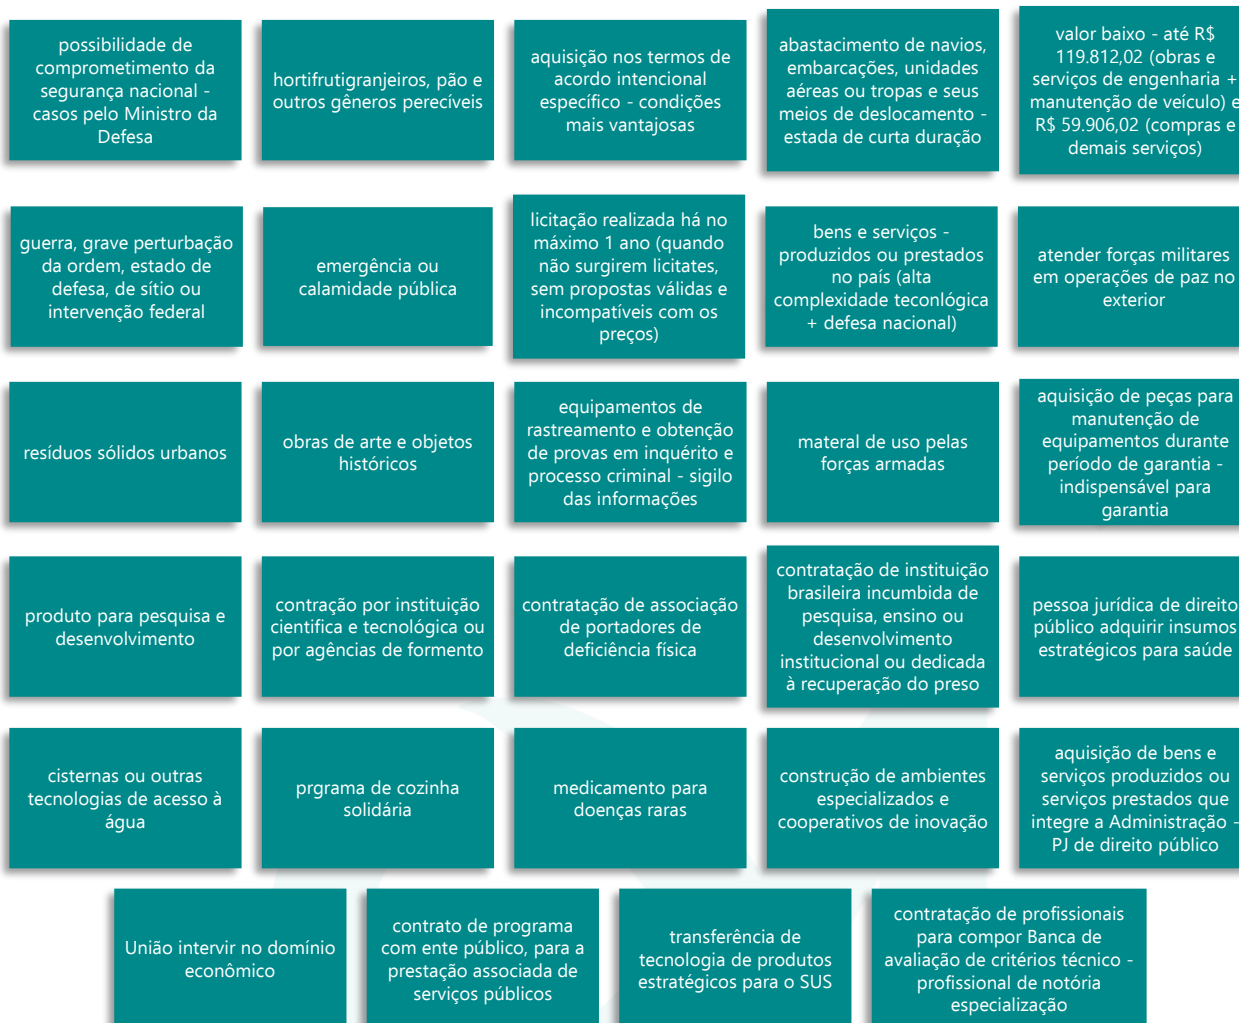 possibilidade de
comprometimento da
segurança nacional -
casos pelo Ministro da
Defesa
hortifrutigranjeiros, pão e
outros gêneros perecíveis
aquisição nos termos de
acordo intencional
específico - condições
mais vantajosas
abastacimento de navios,
embarcações, unidades
aéreas ou tropas e seus
meios de deslocamento -
estada de curta duração
valor baixo - até R$
119.812,02 (obras e
serviços de engenharia +
manutenção de veículo) e
R$ 59.906,02 (compras e
demais serviços)
guerra, grave perturbação
da ordem, estado de
defesa, de sítio ou
intervenção federal
emergência ou
calamidade pública
licitação realizada há no
máximo 1 ano (quando
não surgirem licitates,
sem propostas válidas e
incompatíveis com os
preços)
bens e serviços -
produzidos ou prestados
no país (alta
complexidade teconlógica
+ defesa nacional)
atender forças militares
em operações de paz no
exterior
resíduos sólidos urbanos
obras de arte e objetos
históricos
equipamentos de
rastreamento e obtenção
de provas em inquérito e
processo criminal - sigilo
das informações
materal de uso pelas
forças armadas
aquisição de peças para
manutenção de
equipamentos durante
período de garantia -
indispensável para
garantia
produto para pesquisa e
desenvolvimento
contração por instituição
cientifica e tecnológica ou
por agências de formento
contratação de associação
de portadores de
deficiência física
contratação de instituição
brasileira incumbida de
pesquisa, ensino ou
desenvolvimento
institucional ou dedicada
à recuperação do preso
pessoa jurídica de direito
público adquirir insumos
estratégicos para saúde
cisternas ou outras
tecnologias de acesso à
água
prgrama de cozinha
solidária
medicamento para
doenças raras
construção de ambientes
especializados e
cooperativos de inovação
aquisição de bens e
serviços produzidos ou
serviços prestados que
integre a Administração -
PJ de direito público
União intervir no domínio
econômico
contrato de programa
com ente público, para a
prestação associada de
serviços públicos
transferência de
tecnologia de produtos
estratégicos para o SUS
contratação de profissionais
para compor Banca de
avaliação de critérios técnico -
profissional de notória
especialização